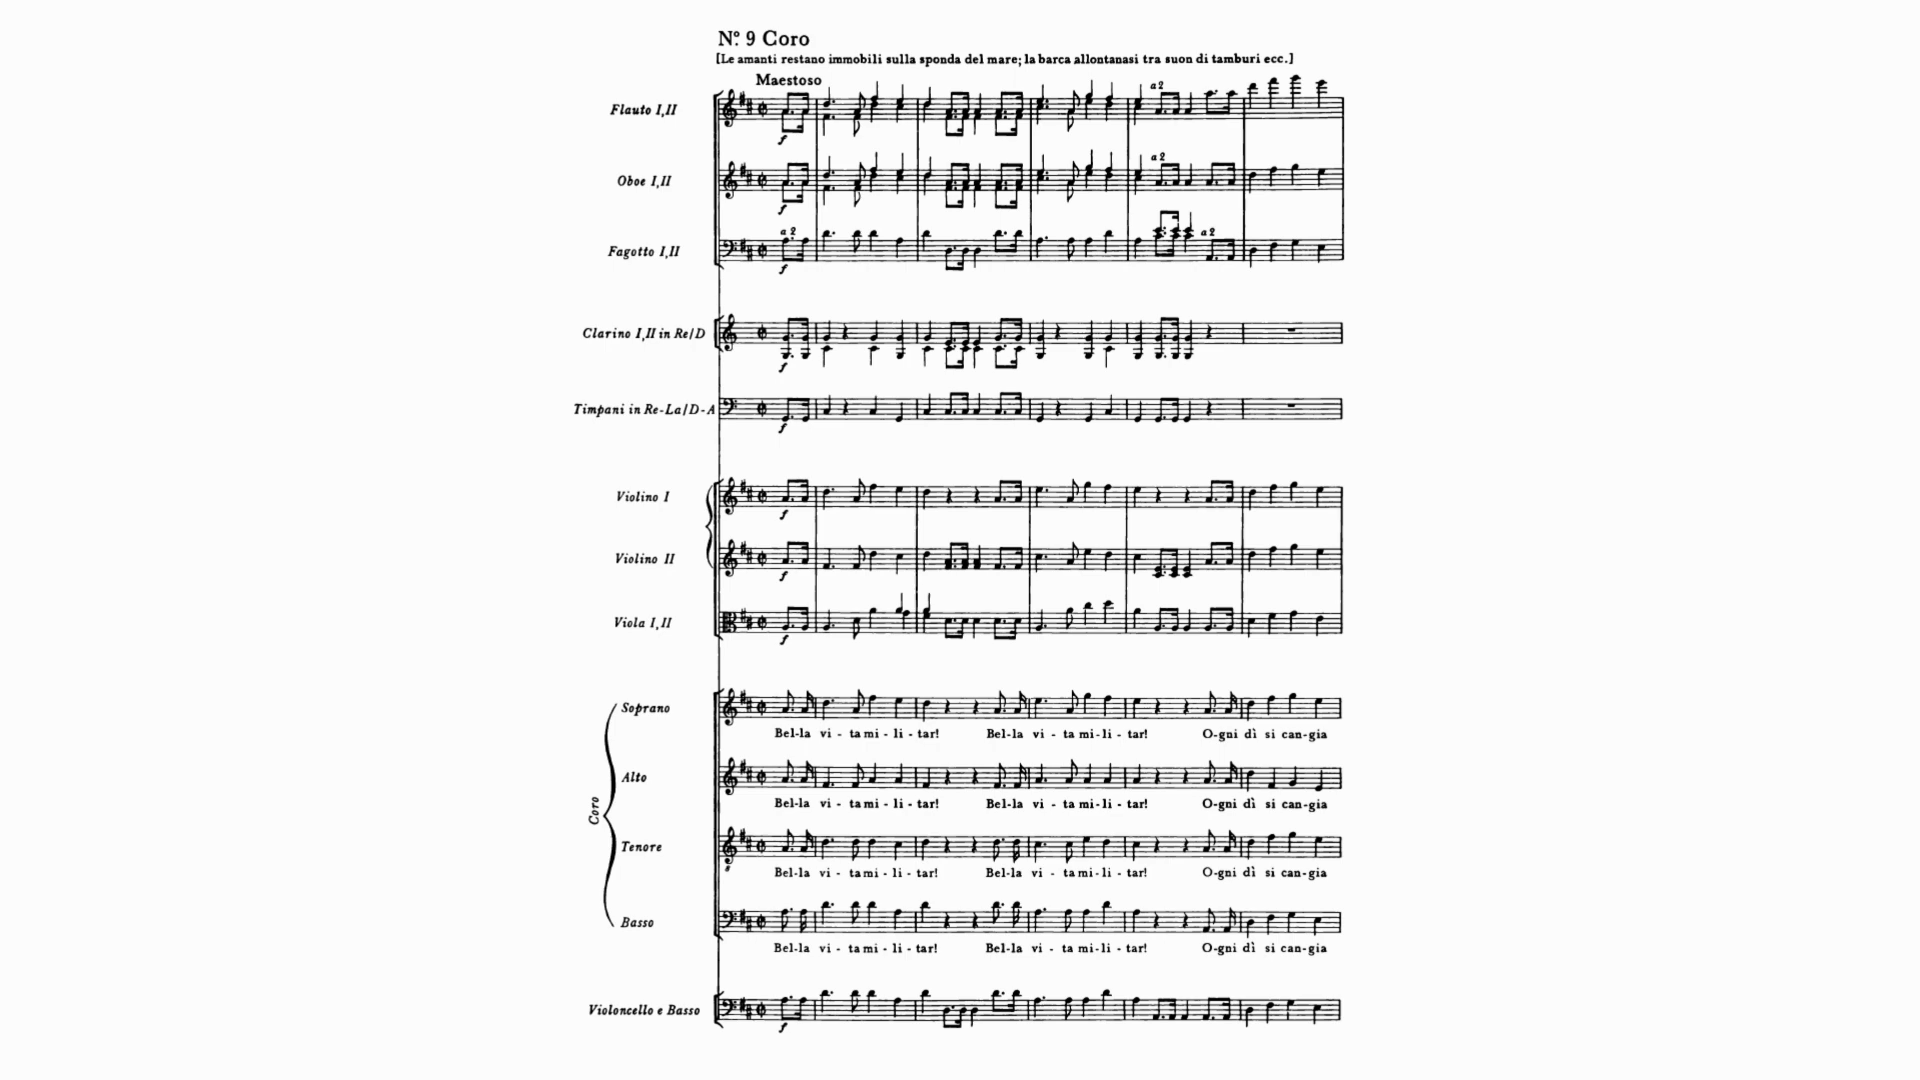 Nº 9 Coro
[Le amanti restano immobili sulla sponda del mare; la barca allontanasi tra suon di tamburi ecc.]
Maestoso
Flauto I,II
a 2
f
Oboe I,II
a 2
f
Fagotto I,II
a 2
a 2
f
Clarino I,II in Re/D
f
Timpani in Re-La/D-A
f
Violino I
f
Violino II
f
Viola I,II
f
Coro
Soprano
Bel-la vi - ta mi - li - tar! Bel-la vi - ta mi-li - tar! O-gni dì si can-gia
Alto
Bel-la vi - ta mi - li - tar! Bel-la vi - ta mi-li - tar! O-gni dì si can-gia
Tenore
8
Bel-la vi - ta mi - li - tar! Bel-la vi - ta mi-li - tar! O-gni dì si can-gia
Basso
Bel-la vi - ta mi - li - tar! Bel-la vi - ta mi-li - tar! O-gni dì si can-gia
Violoncello e Basso
f